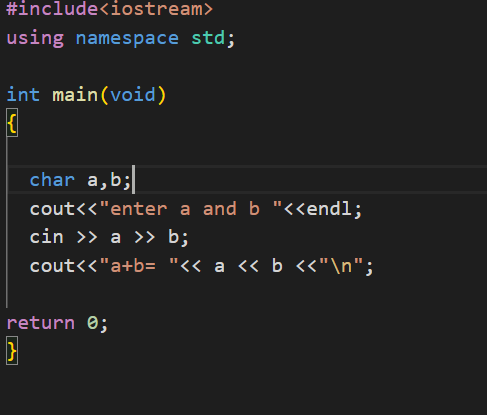 #include<iostream>
using namespace std;
int main(void)
{
char a,b;
cout<<"enter a and b "<<endl;
cin >> a >> b;
cout<<"a+b= "<< a << b <<"\n";
return 0;
}